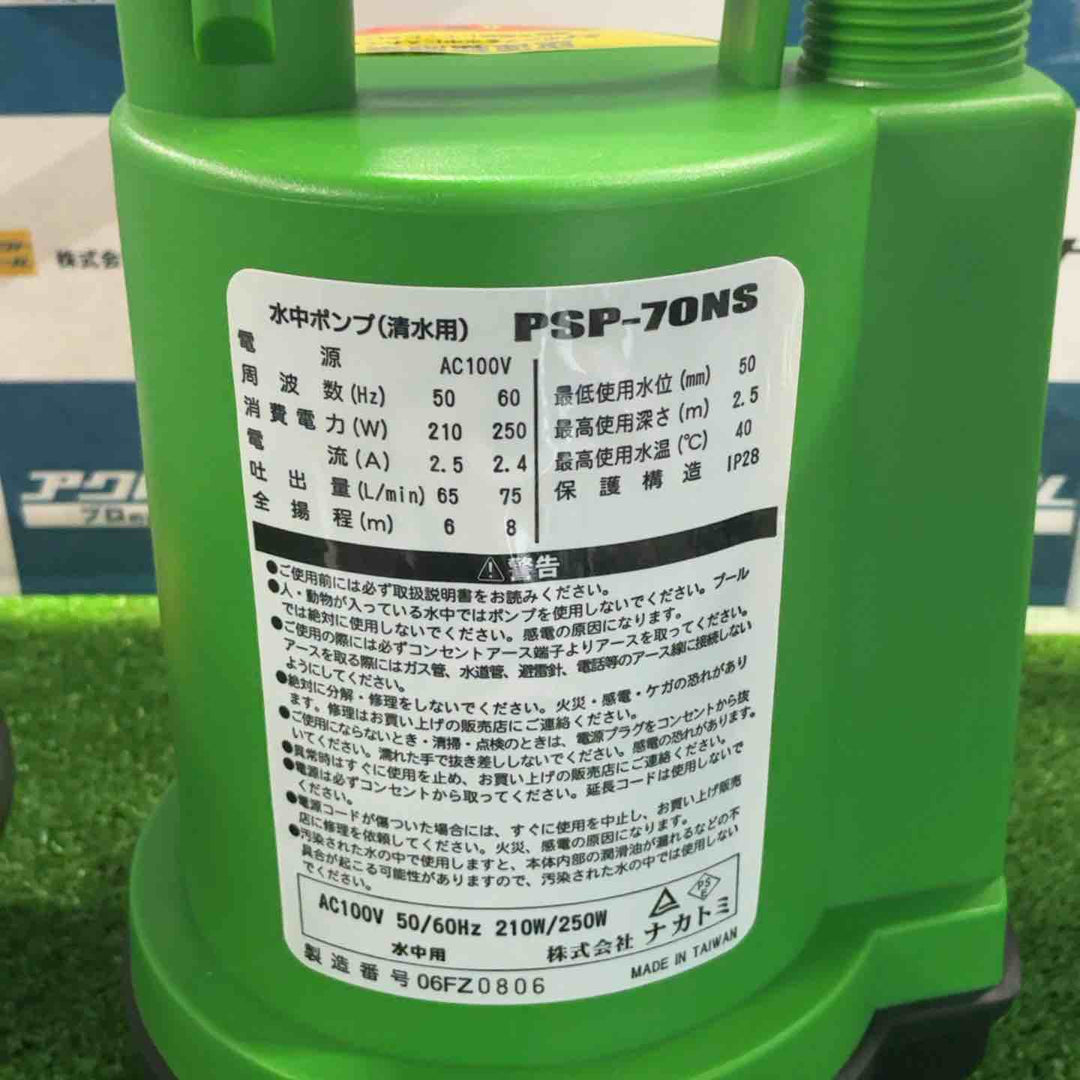 株式会
アク
プロ
水中ポンプ(清水用) PSP-70NS
電源 AC100V
周波数(Hz) 50 60
消費電力(W) 210 250
電流(A) 2.5 2.4
吐出量(L/min) 65 75
全揚程(m) 6 8
最低使用水位(mm) 50
最高使用深さ(m) 2.5
最高使用水温(℃) 40
保護構造 IP28
警告
●ご使用前には必ず取扱説明書をお読みください。
●人・動物が入っている水中ではポンプを使用しないでください。プール
では絶対に使用しないでください。感電の原因になります。
●ご使用の際には必ずコンセントアース端子よりアースを取ってください。
アースを取る際にはガス管、水道管、避雷針、電話等のアース線に接続しない
ようにしてください。
●絶対に分解・修理をしないでください。火災・感電・ケガの恐れがあり
ます。修理はお買い上げの販売店にご連絡ください。
●ご使用にならないとき・清掃・点検のときは、電源プラグをコンセントから抜
いてください。濡れた手で抜き差ししないでください。感電の恐れがあります。
●異常時はすぐに使用を止め、お買い上げの販売店にご連絡ください。
●電源は必ずコンセントから取ってください。延長コードは使用しないで
ください。
●電源コードが傷ついた場合には、すぐに使用を中止し、お買い上げ販売
店に修理を依頼してください。火災、感電の原因になります。
●汚染された水の中で使用しますと、本体内部の潤滑油が漏れるなどの不
具合が起こる可能性がありますので、汚染された水の中では使用しない
でください。
AC100V 50/60Hz 210W/250W
水中用 株式会社 ナカトミ
PSE
製造番号 06FZ0806 MADE IN TAIWAN